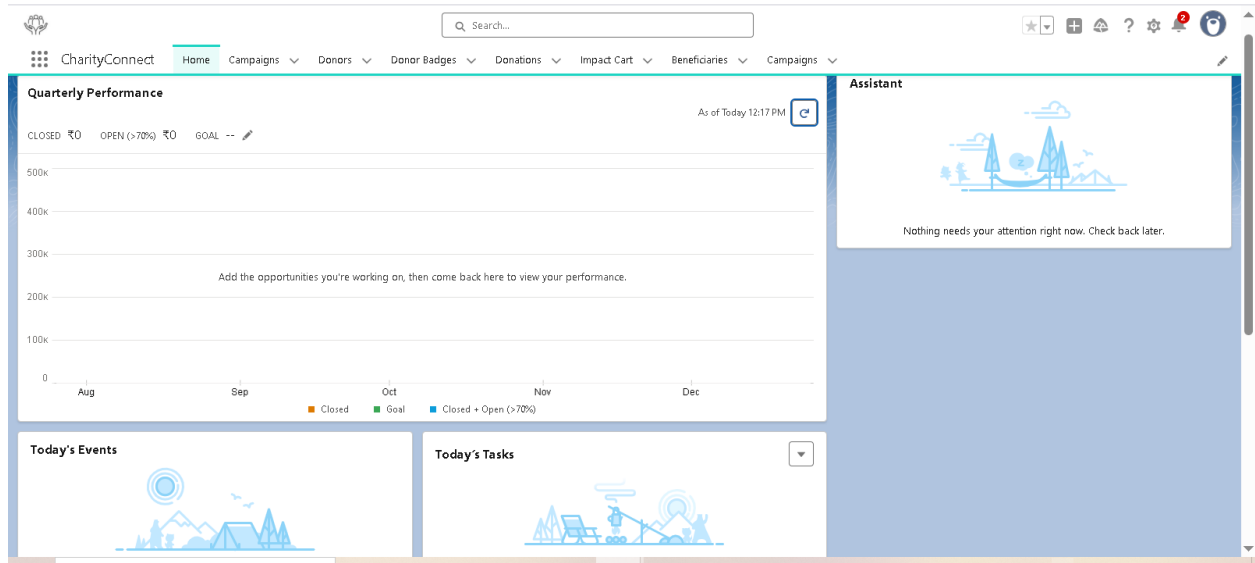 Search...
2
CharityConnect Home Campaigns Donors Donor Badges Donations Impact Cart Beneficiaries Campaigns
Quarterly Performance
As of Today 12:17 PM
CLOSED ₹0 OPEN (>70%) ₹0 GOAL --
500K
400K
300K
Add the opportunities you're working on, then come back here to view your performance.
200K
100K
0
Aug Sep Oct Nov Dec
Closed Goal Closed + Open (>70%)
Assistant
z
Nothing needs your attention right now. Check back later.
Today's Events
Today's Tasks